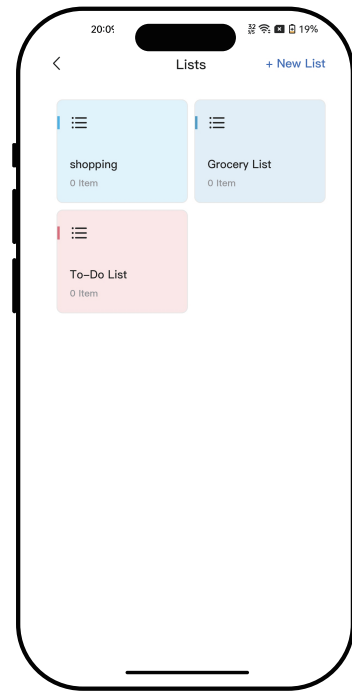 20:09 19%
Lists + New List
shopping Grocery List
0 Item 0 Item
To-Do List
0 Item